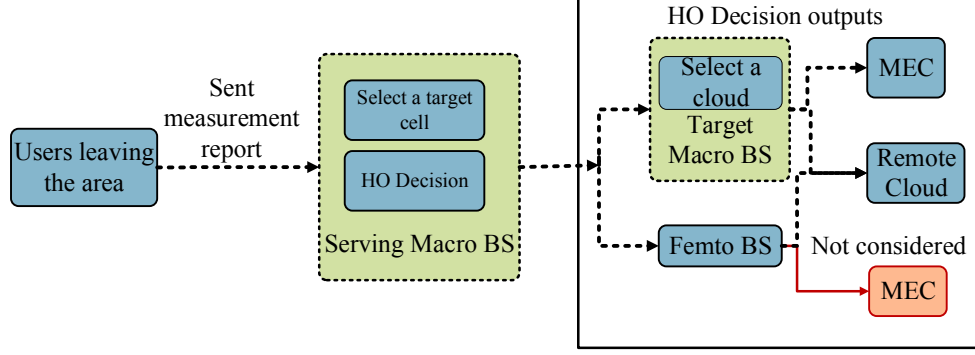 Users leaving
the area
Sent
measurement
report
Select a target
cell
HO Decision
Serving Macro BS
HO Decision outputs
Select a
cloud
Target
Macro BS
Femto BS
MEC
Remote
Cloud
Not considered
MEC